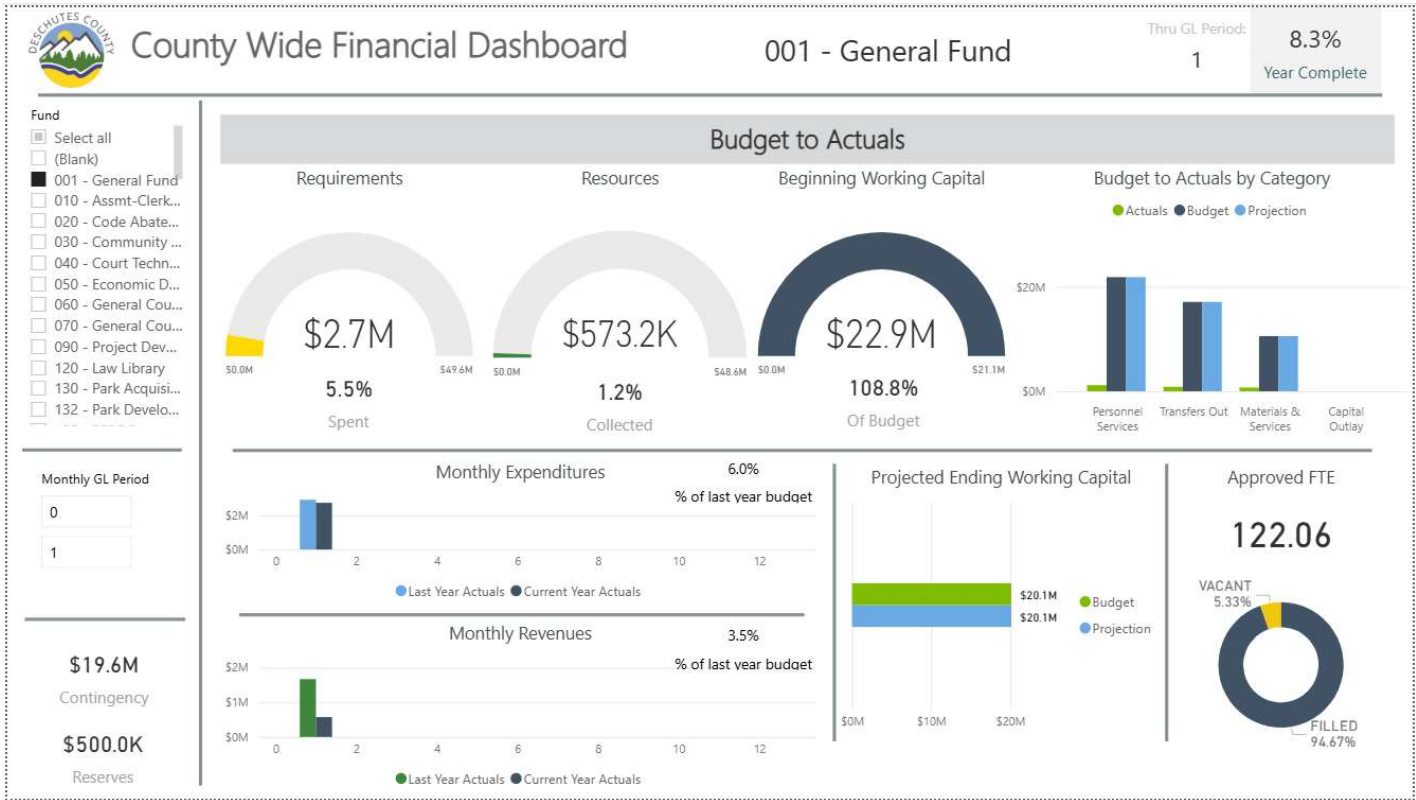 DESCHUTES COUNTY
County Wide Financial Dashboard
001 - General Fund
Thru GL Period:
1
8.3%
Year Complete
Fund
Select all
(Blank)
001 - General Fund
010 - Assmt-Clerk...
020 - Code Abate...
030 - Community ...
040 - Court Techn...
050 - Economic D...
060 - General Cou...
070 - General Cou...
090 - Project Dev...
120 - Law Library
130 - Park Acquisi...
132 - Park Develo...
Monthly GL Period
0
1
$19.6M
Contingency
$500.0K
Reserves
Budget to Actuals
Requirements
$2.7M
$0.0M
$49.6M
5.5%
Spent
Resources
$573.2K
$0.0M
$48.6M
1.2%
Collected
Beginning Working Capital
$22.9M
$0.0M
$21.1M
108.8%
Of Budget
Budget to Actuals by Category
Actuals Budget Projection
$20M
$0M
Personnel
Services
Transfers Out
Materials &
Services
Capital
Outlay
Monthly Expenditures
6.0%
% of last year budget
$2M
$0M
0 2 4 6 8 10 12
Last Year Actuals Current Year Actuals
Monthly Revenues
3.5%
% of last year budget
$2M
$1M
$0M
0 2 4 6 8 10 12
Last Year Actuals Current Year Actuals
Projected Ending Working Capital
$20.1M
$20.1M
Budget
Projection
$0M $10M $20M
Approved FTE
122.06
VACANT
5.33%
FILLED
94.67%